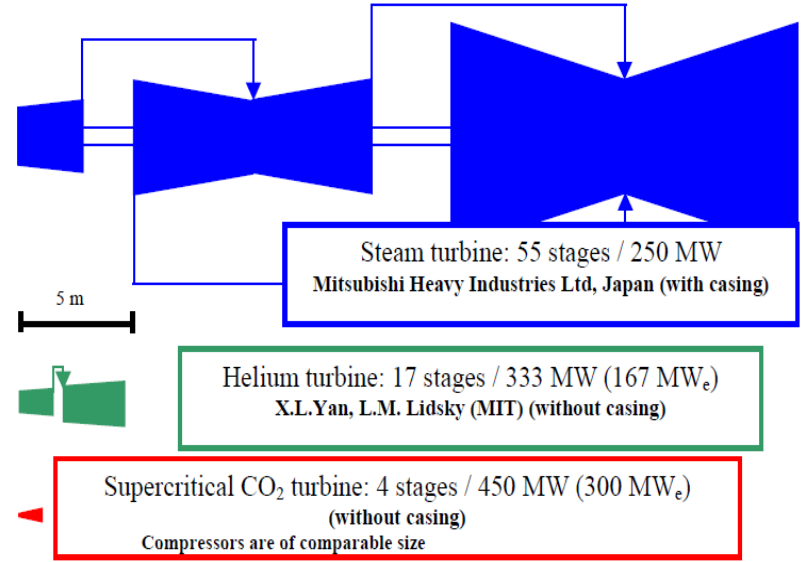 Steam turbine: 55 stages / 250 MW
Mitsubishi Heavy Industries Ltd, Japan (with casing)
5 m
Helium turbine: 17 stages / 333 MW (167 MWe)
X.L.Yan, L.M. Lidsky (MIT) (without casing)
Supercritical CO2 turbine: 4 stages / 450 MW (300 MWe)
(without casing)
Compressors are of comparable size